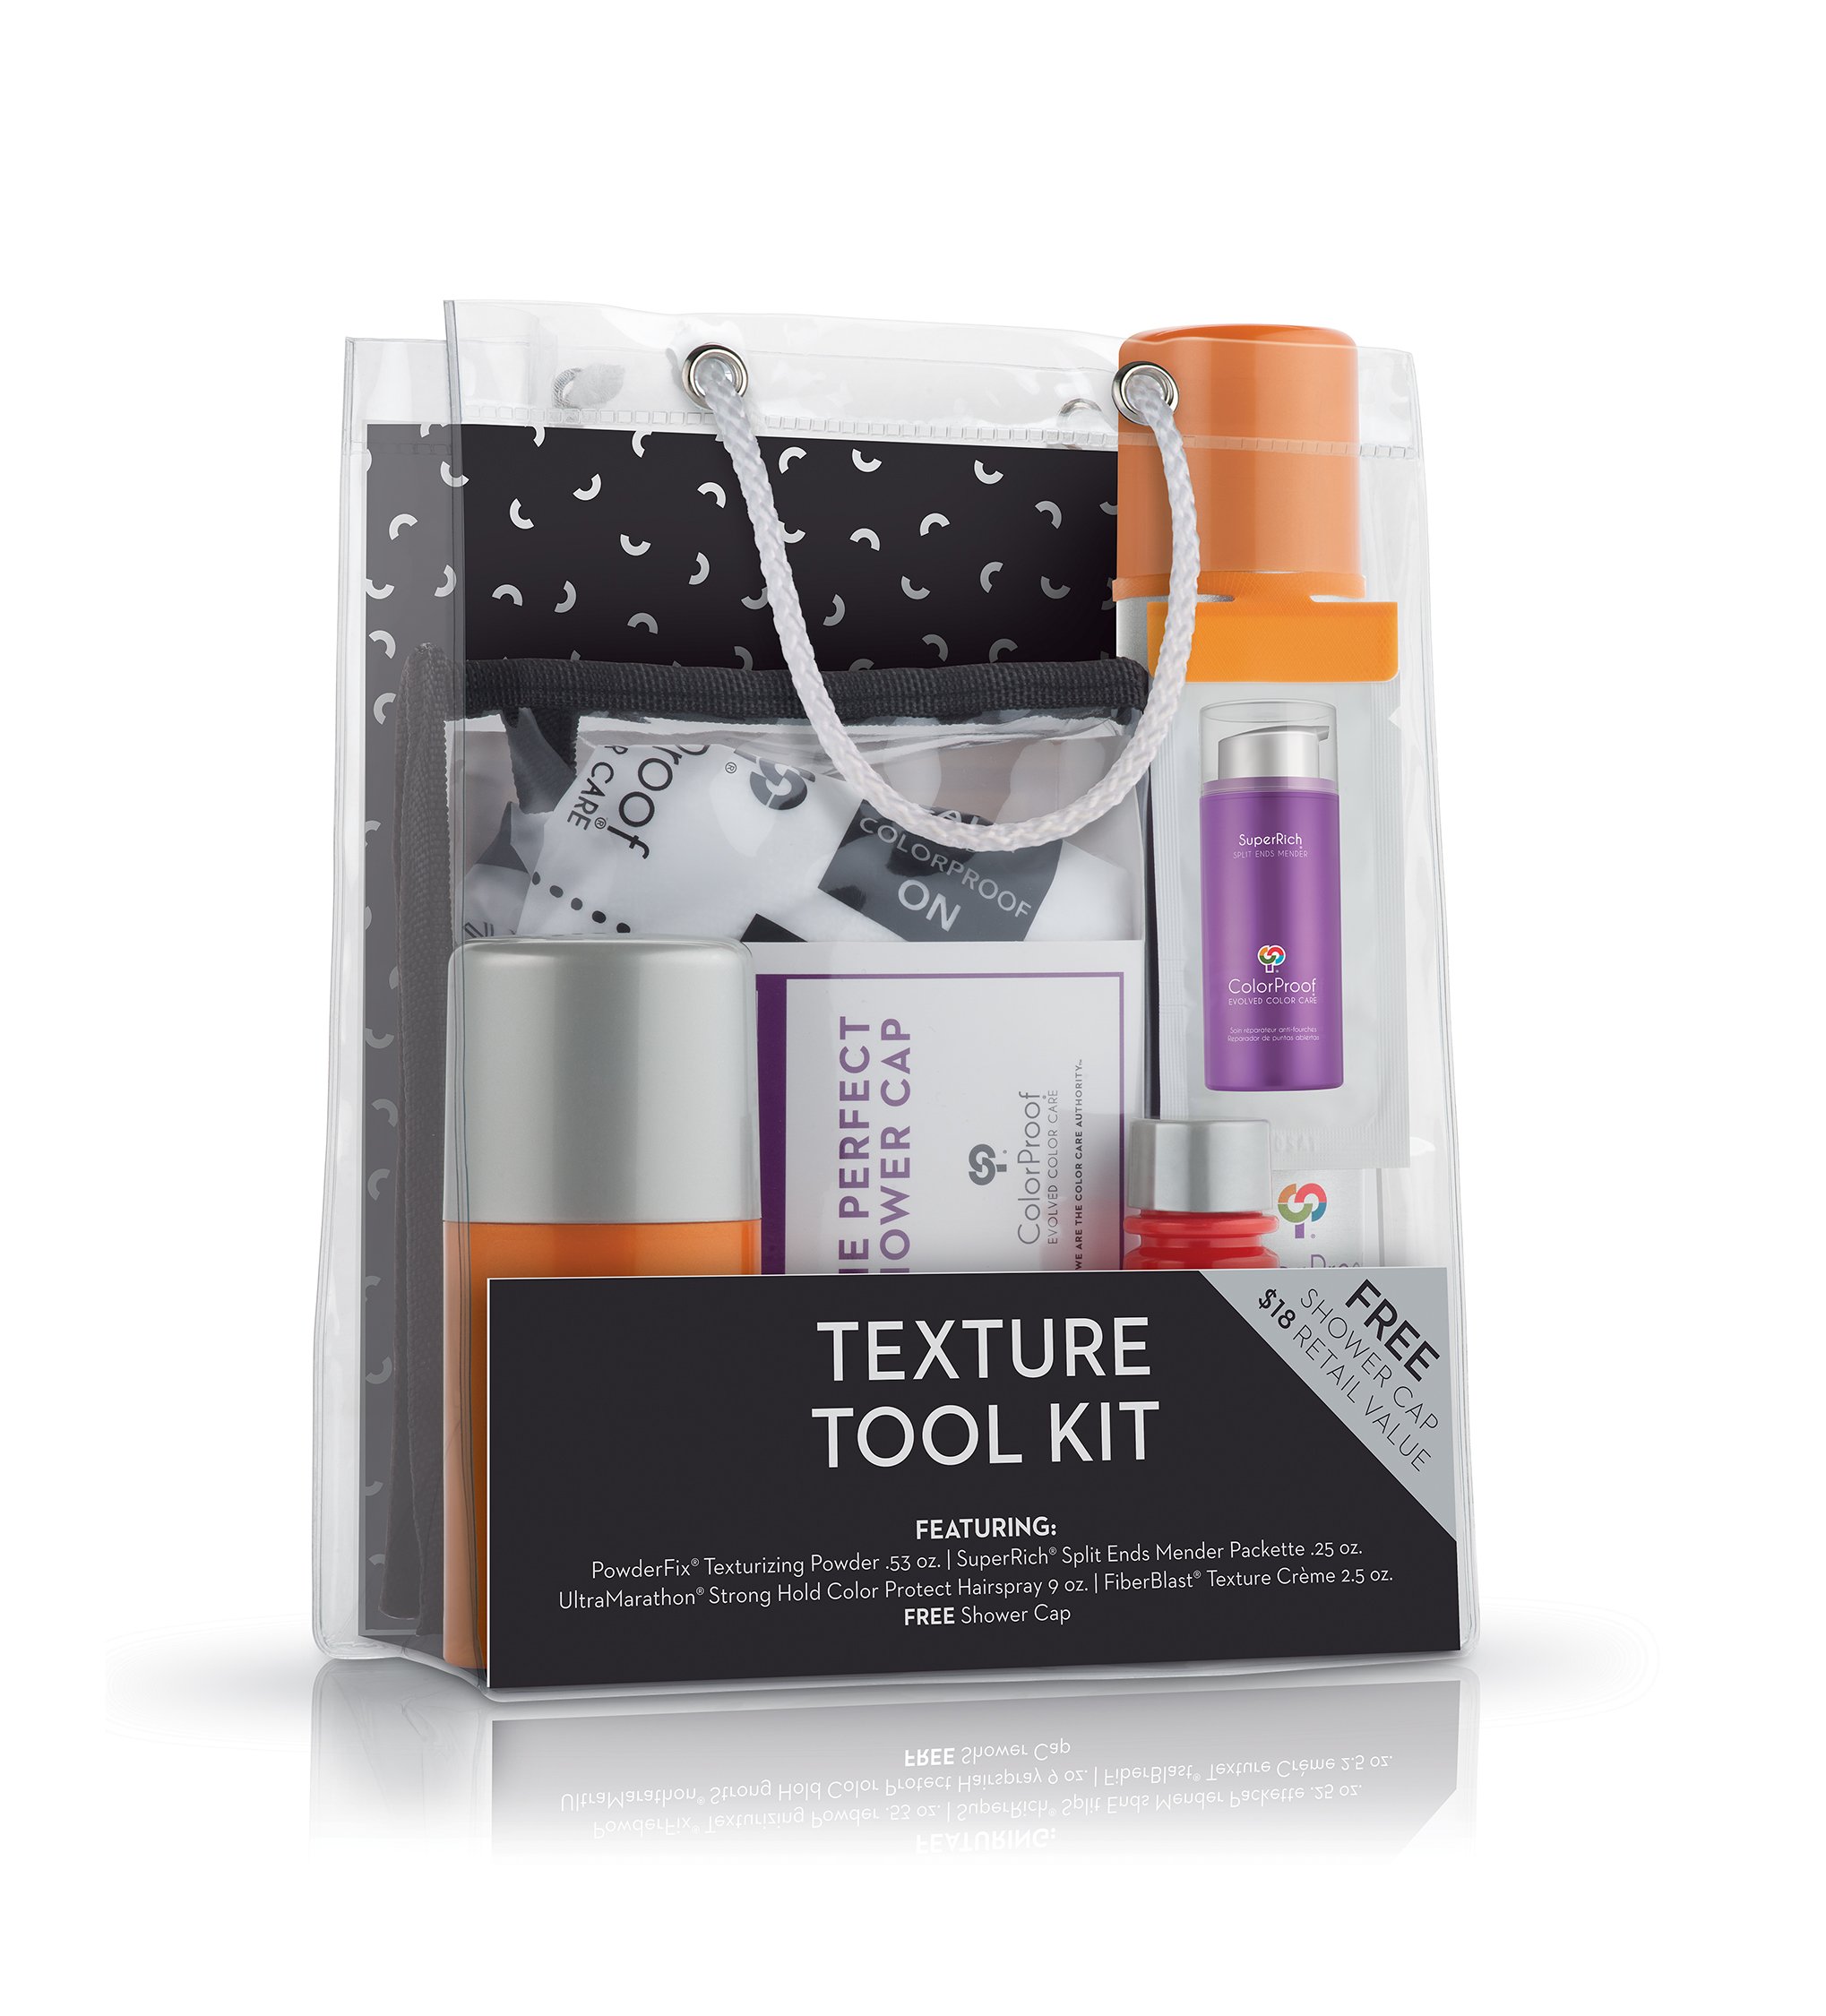 Proof®
R CARE®
COLORPROOF
ON
SuperRich®
SPLIT ENDS MENDER
ColorProof®
EVOLVED COLOR CARE
Soin réparateur anti-fourches
Reparador de puntas abiertas
PERFECT
CAP
ColorProof®
EVOLVED COLOR CARE
WE ARE THE COLOR CARE AUTHORITY™
FREE
SHOWER CAP
$18 RETAIL VALUE
TEXTURE
TOOL KIT
FEATURING:
PowderFix® Texturizing Powder .53 oz. | SuperRich® Split Ends Mender Packette .25 oz.
UltraMarathon® Strong Hold Color Protect Hairspray 9 oz. | FiberBlast® Texture Crème 2.5 oz.
FREE Shower Cap